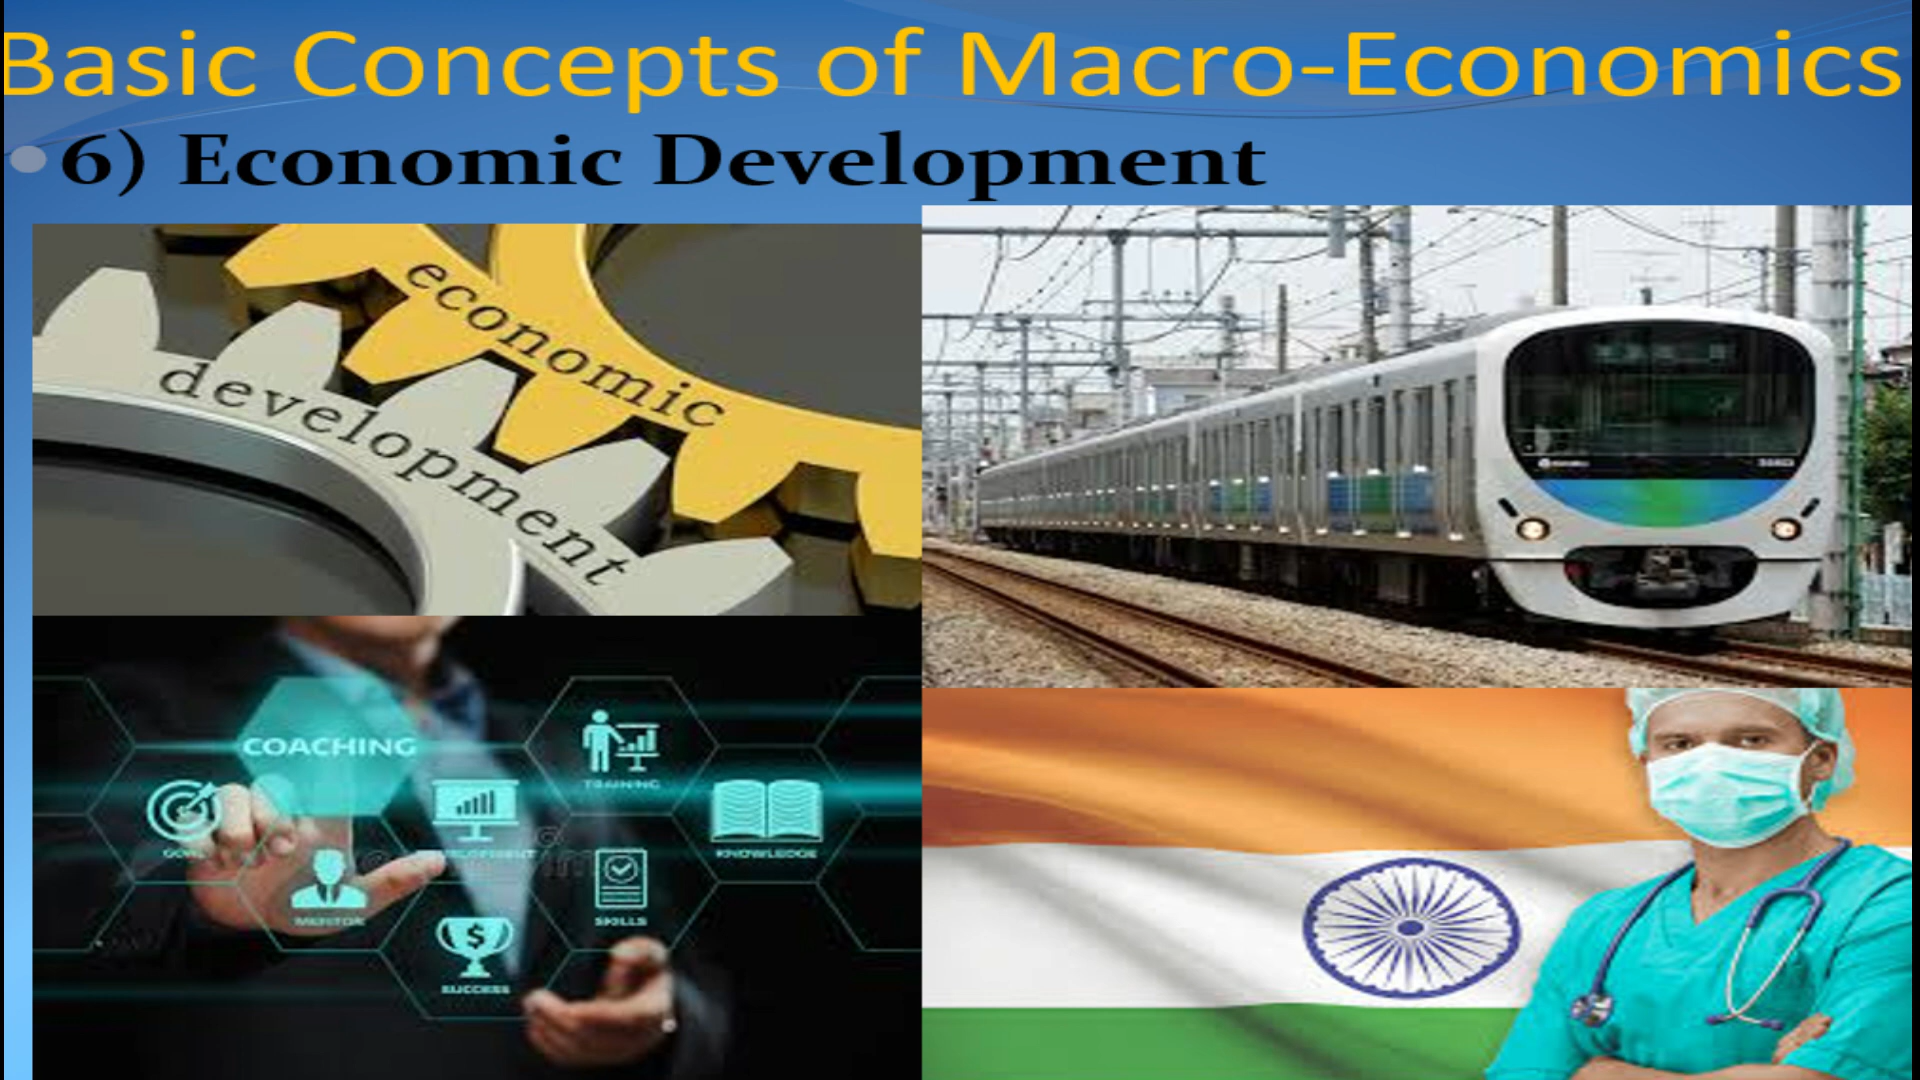 Basic Concepts of Macro-Economics
6) Economic Development
economic
development
COACHING
TRAINING
KNOWLEDGE
MENTOR
SKILLS
SUCCESS